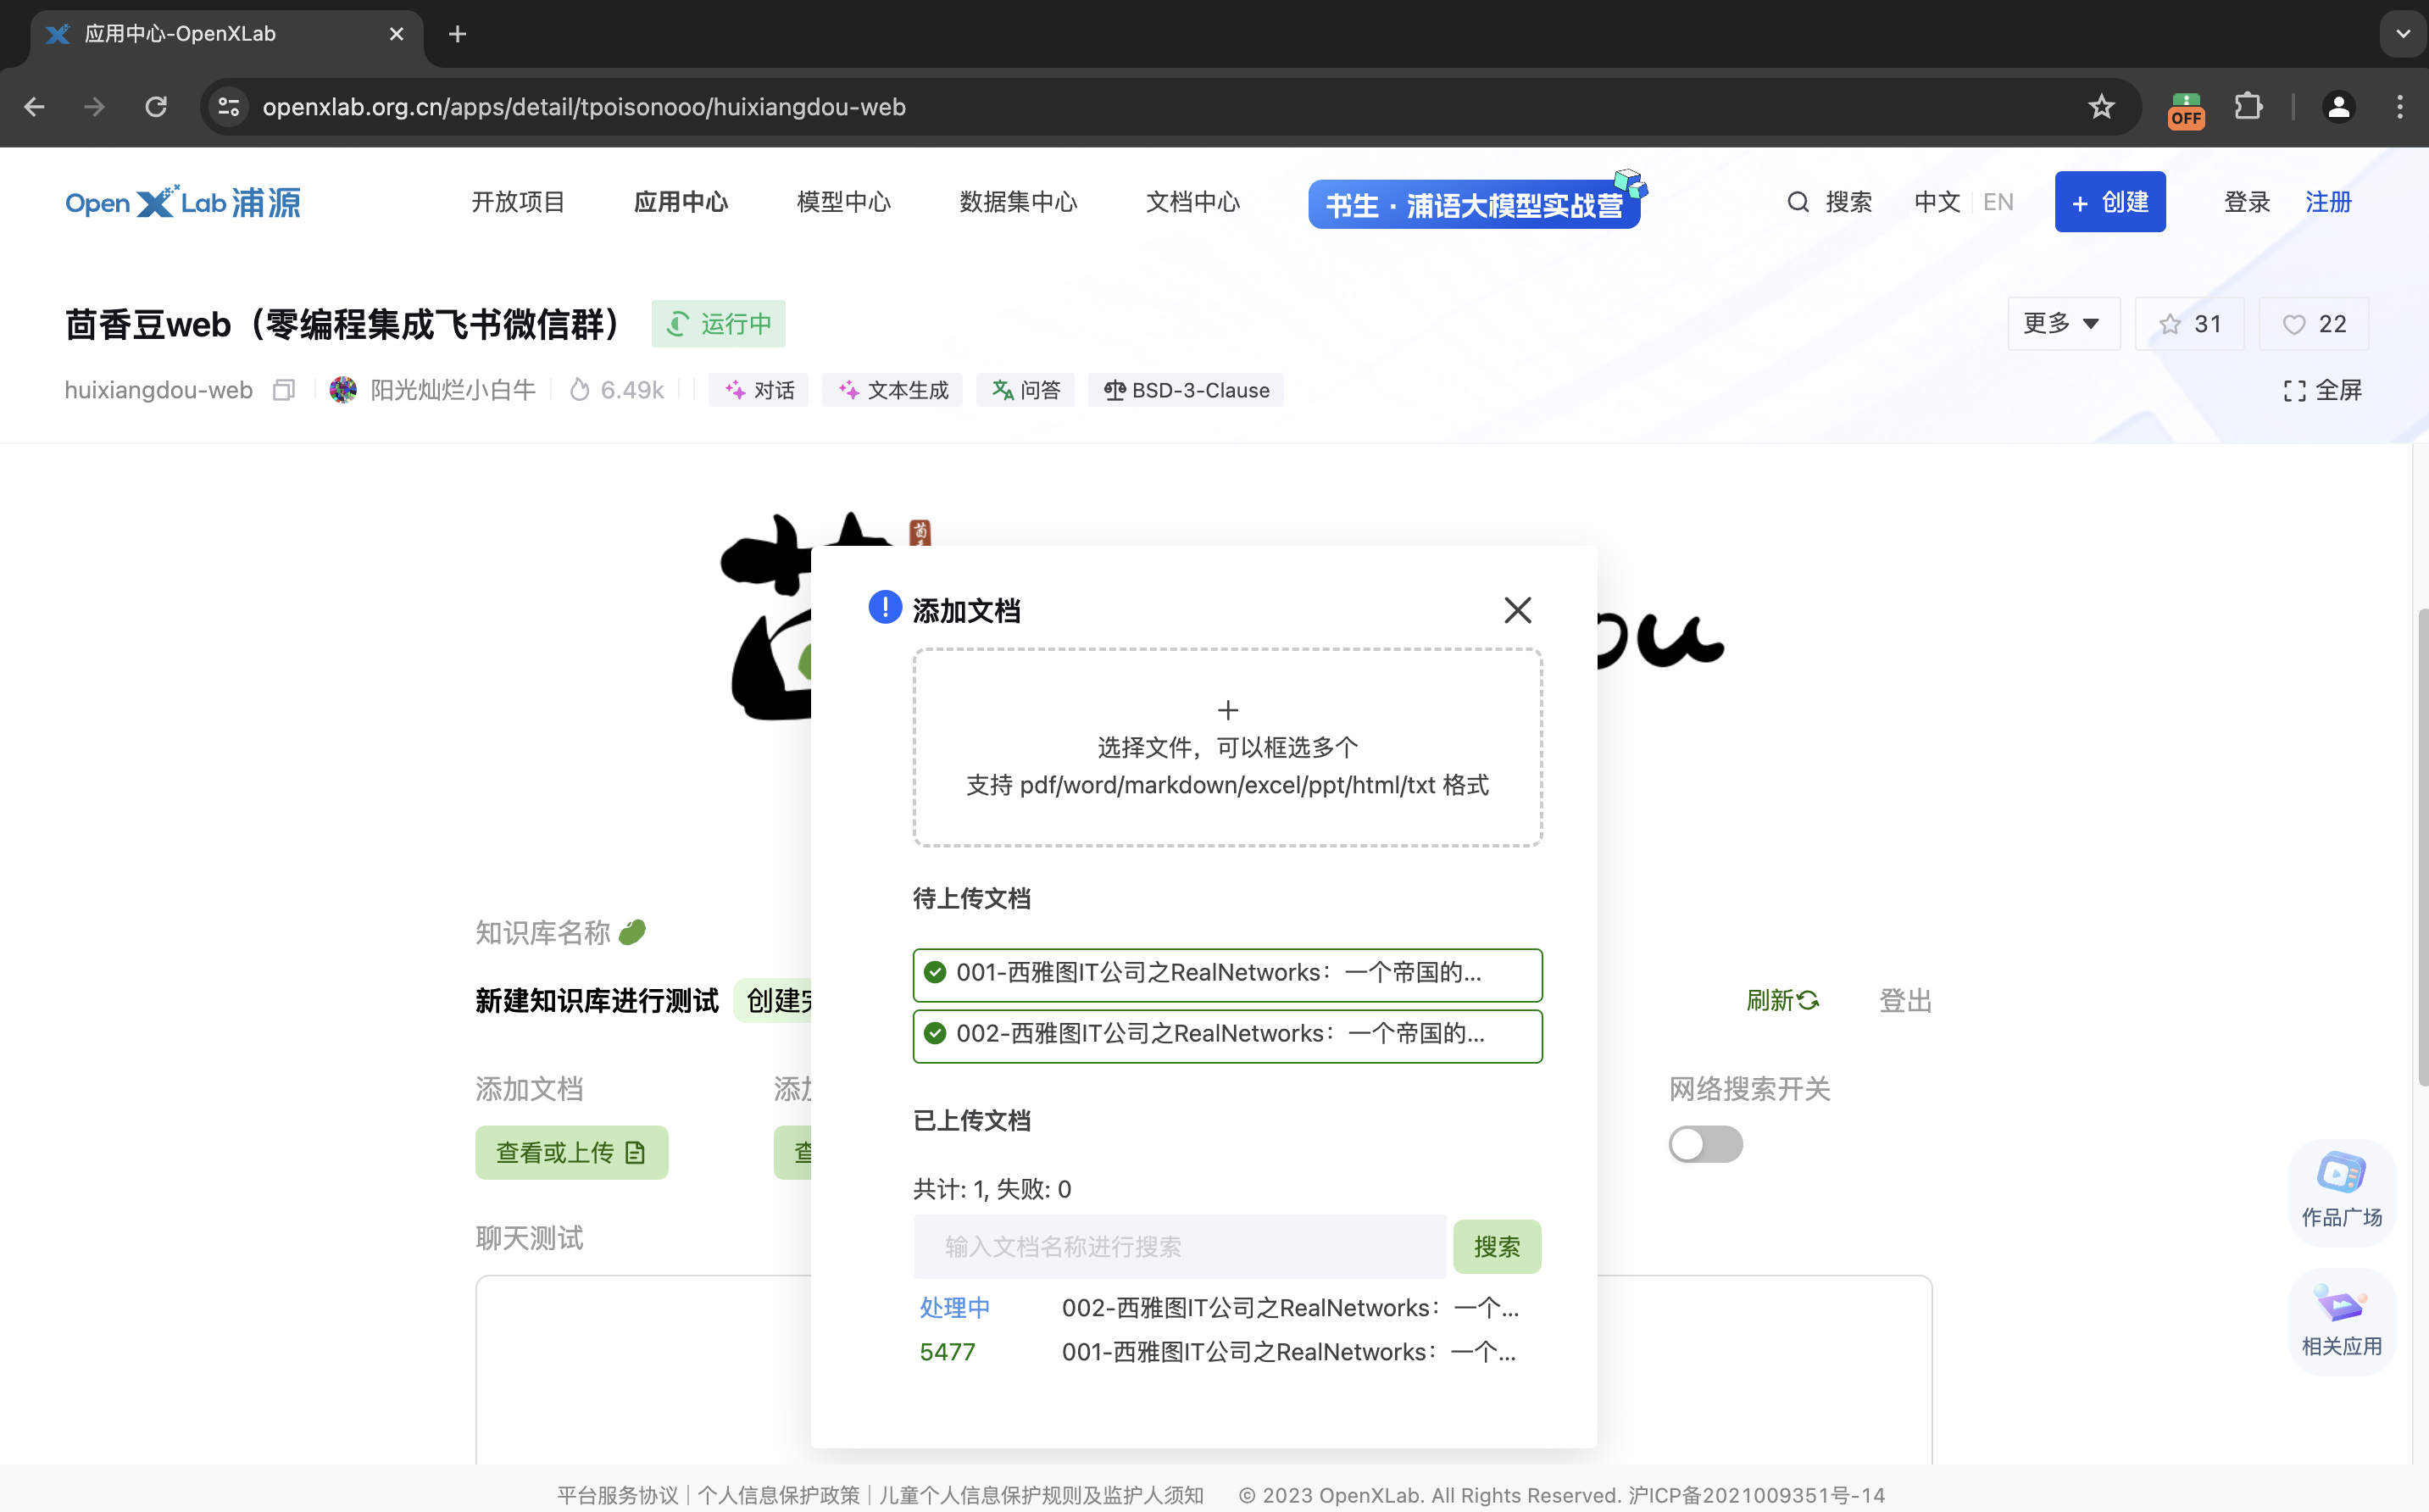 应用中心-OpenXLab
openxlab.org.cn/apps/detail/tpoisonooo/huixiangdou-web
OFF
OpenXLab浦源
开放项目
应用中心
模型中心
数据集中心
文档中心
书生·浦语大模型实战营
搜索
中文 EN
+ 创建
登录
注册
茴香豆web（零编程集成飞书微信群）
运行中
更多
31
22
huixiangdou-web
阳光灿烂小白牛
6.49k
对话
文本生成
问答
BSD-3-Clause
全屏
ou
添加文档
选择文件，可以框选多个
支持 pdf/word/markdown/excel/ppt/html/txt 格式
待上传文档
001-西雅图IT公司之RealNetworks：一个帝国的...
002-西雅图IT公司之RealNetworks：一个帝国的...
已上传文档
共计: 1, 失败: 0
输入文档名称进行搜索
搜索
处理中 002-西雅图IT公司之RealNetworks：一个...
5477 001-西雅图IT公司之RealNetworks：一个...
知识库名称
新建知识库进行测试
创建
刷新
登出
添加文档
添
网络搜索开关
查看或上传
查
聊天测试
作品广场
相关应用
平台服务协议 | 个人信息保护政策 | 儿童个人信息保护规则及监护人须知 © 2023 OpenXLab. All Rights Reserved. 沪ICP备2021009351号-14